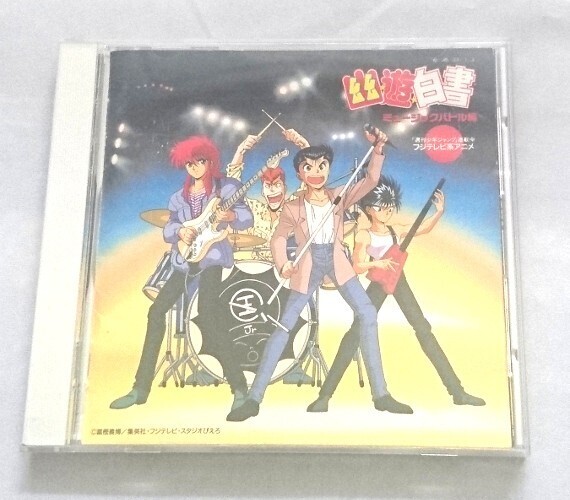 幽遊白書
ミュージックバトル編
「週刊少年ジャンプ」連載中
フジテレビ系アニメ
Jr
©冨樫義博/集英社・フジテレビ・スタジオぴえろ